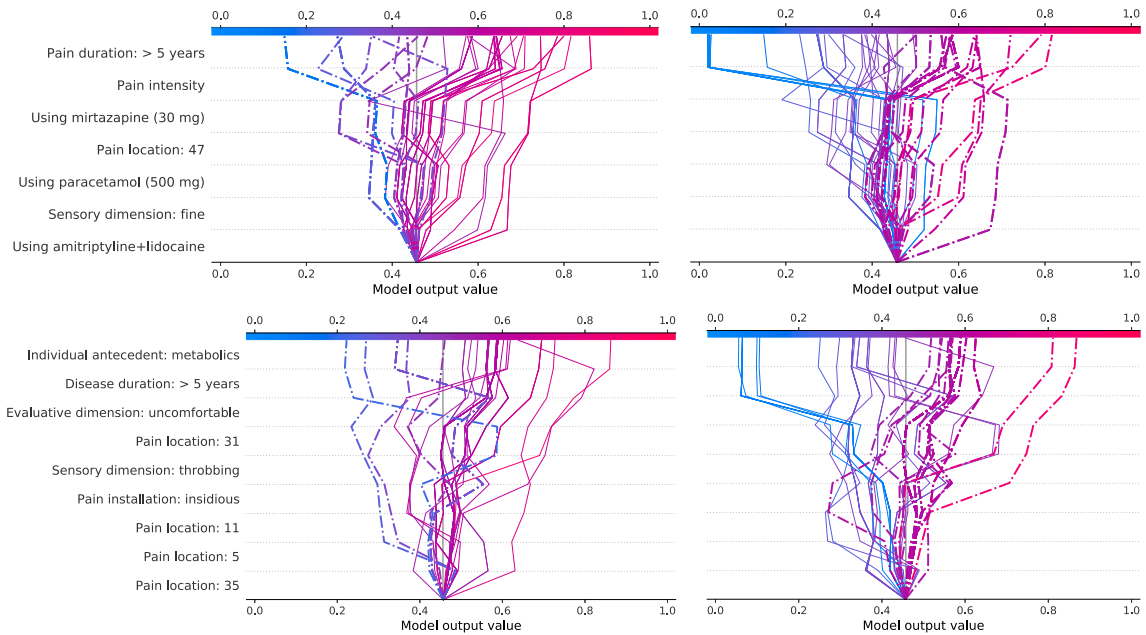 0.0 0.2 0.4 0.6 0.8 1.0 0.0 0.2 0.4 0.6 0.8 1.0
Pain duration: > 5 years
Pain intensity
Using mirtazapine (30 mg)
Pain location: 47
Using paracetamol (500 mg)
Sensory dimension: fine
Using amitriptyline+lidocaine
0.0 0.2 0.4 0.6 0.8 1.0 0.0 0.2 0.4 0.6 0.8 1.0
Model output value Model output value
0.0 0.2 0.4 0.6 0.8 1.0 0.0 0.2 0.4 0.6 0.8 1.0
Individual antecedent: metabolics
Disease duration: > 5 years
Evaluative dimension: uncomfortable
Pain location: 31
Sensory dimension: throbbing
Pain installation: insidious
Pain location: 11
Pain location: 5
Pain location: 35
0.0 0.2 0.4 0.6 0.8 1.0 0.0 0.2 0.4 0.6 0.8 1.0
Model output value Model output value